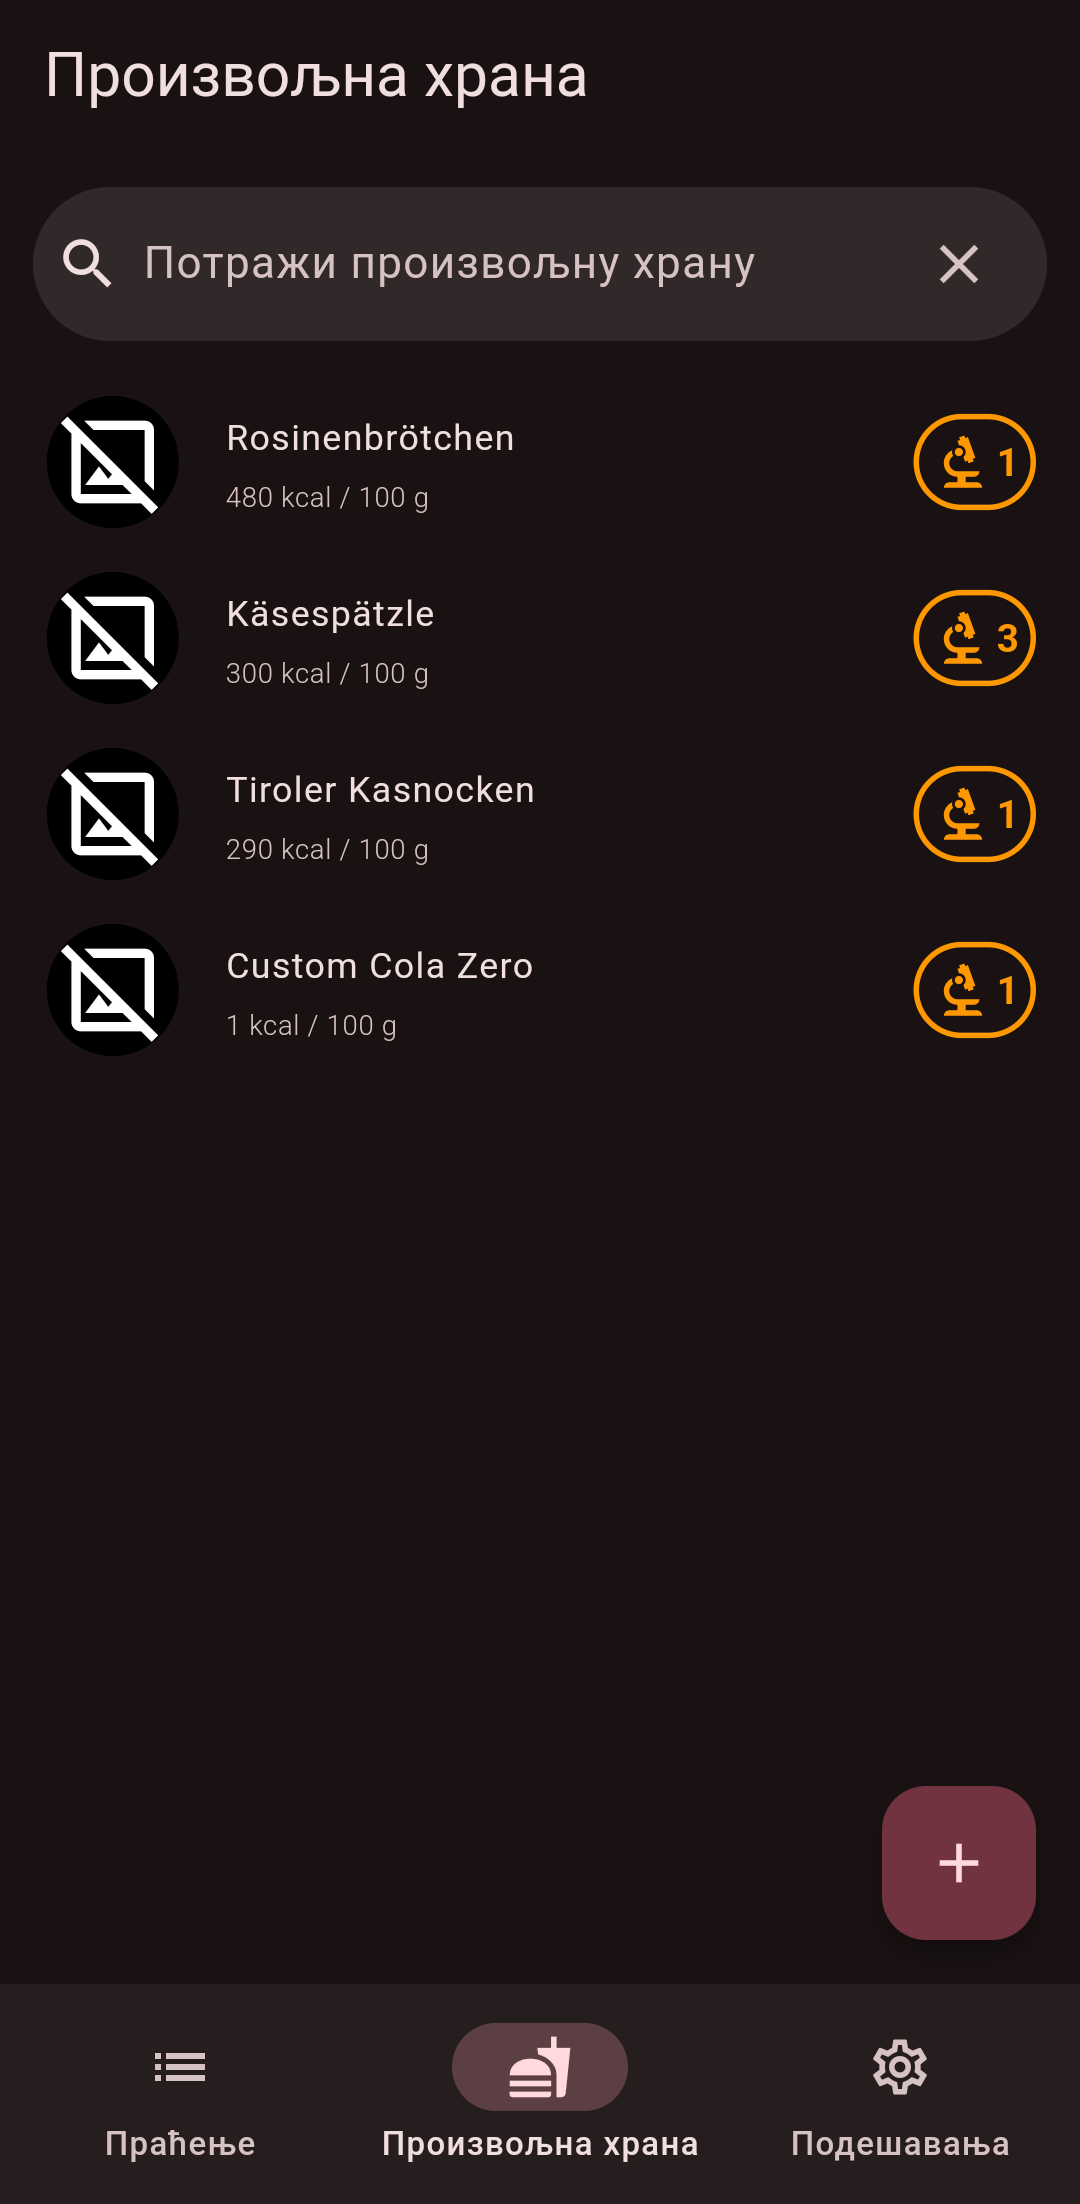 Произвољна храна
Потражи произвољну храну
Rosinenbrötchen
480 kcal / 100 g
1
Käsespätzle
300 kcal / 100 g
3
Tiroler Kasnocken
290 kcal / 100 g
1
Custom Cola Zero
1 kcal / 100 g
1
Праћење
Произвољна храна
Подешавања